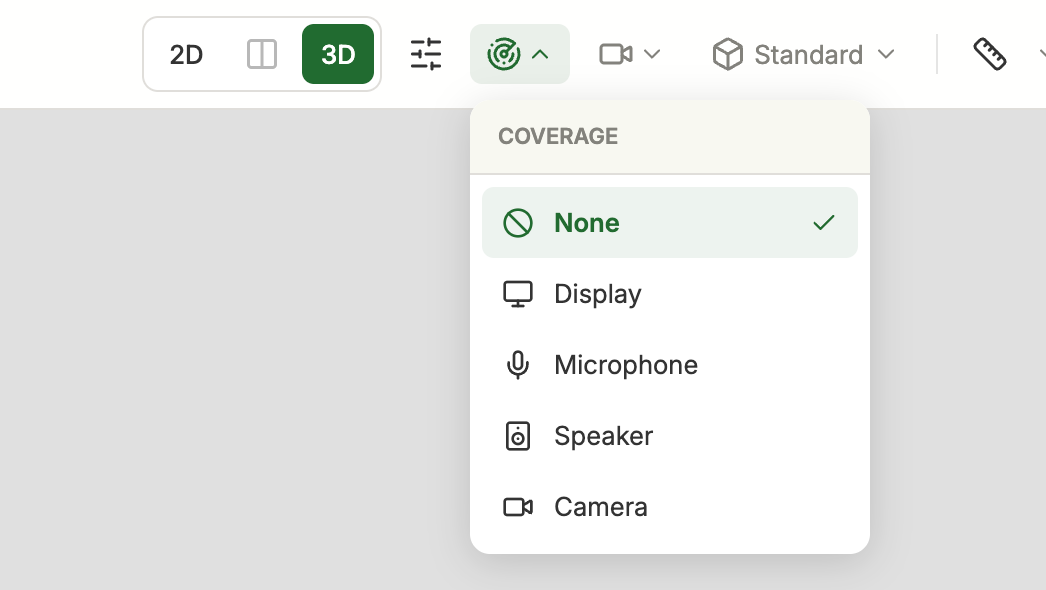 2D
3D
Standard
COVERAGE
None
Display
Microphone
Speaker
Camera